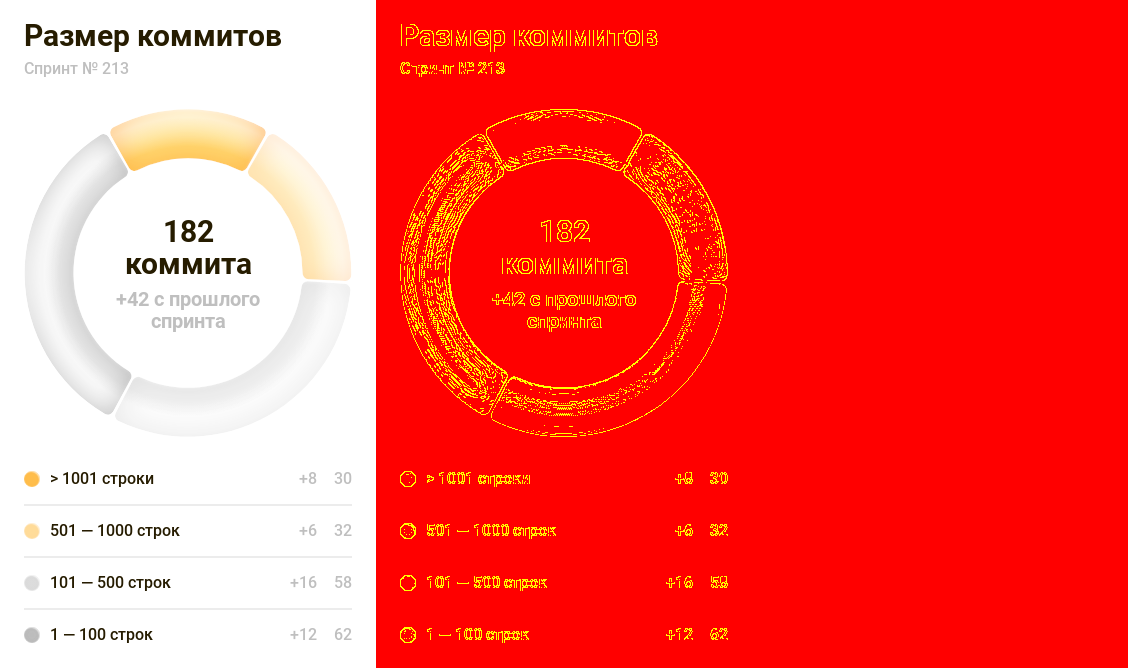 Размер коммитов
Спринт № 213
182
коммита
+42 с прошлого
спринта
> 1001 строки +8 30
501 — 1000 строк +6 32
101 — 500 строк +16 58
1 — 100 строк +12 62
Размер коммитов
Спринт № 213
182
коммита
+42 с прошлого
спринта
> 1001 строки +8 30
501 — 1000 строк +6 32
101 — 500 строк +16 58
1 — 100 строк +12 62